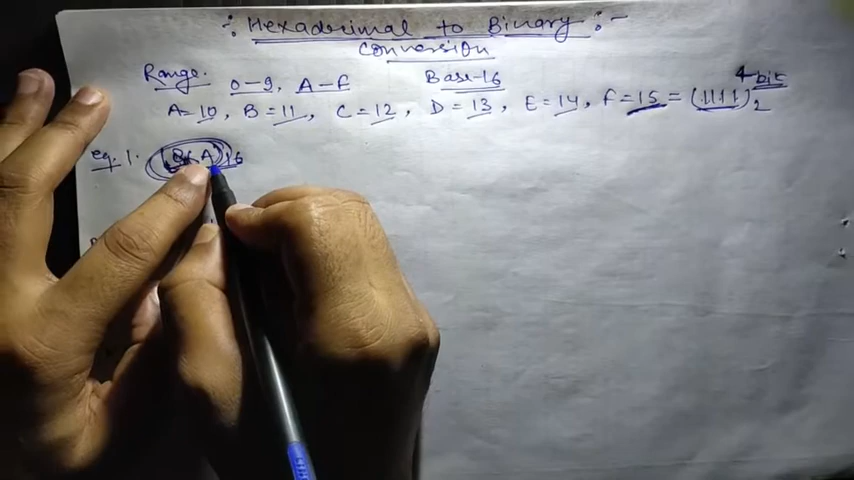 :- Hexadecimal to Binary :-
Conversion
Range. 0-9, A-F Base-16 4 bit
A=10, B=11, C=12, D=13, E=14, F=15=(1111)2
eg. 1. A 16